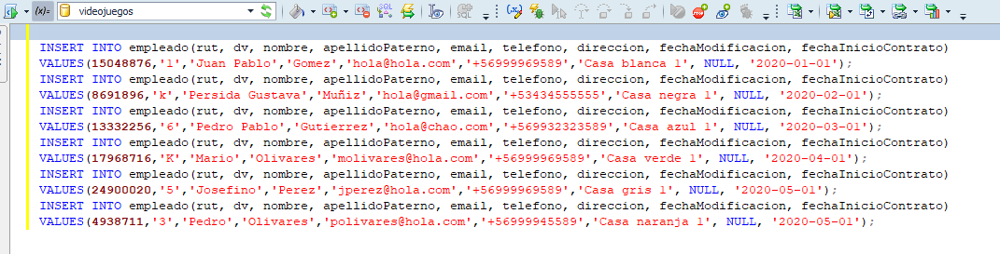 (x)= videojuegos SQL
INSERT INTO empleado(rut, dv, nombre, apellidoPaterno, email, telefono, direccion, fechaModificacion, fechaInicioContrato)
VALUES(15048876,'1','Juan Pablo','Gomez','hola@hola.com','+56999969589','Casa blanca 1', NULL, '2020-01-01');
INSERT INTO empleado(rut, dv, nombre, apellidoPaterno, email, telefono, direccion, fechaModificacion, fechaInicioContrato)
VALUES(8691896,'k','Persida Gustava','Muñiz','hola@gmail.com','+53434555555','Casa negra 1', NULL, '2020-02-01');
INSERT INTO empleado(rut, dv, nombre, apellidoPaterno, email, telefono, direccion, fechaModificacion, fechaInicioContrato)
VALUES(13332256,'6','Pedro Pablo','Gutierrez','hola@chao.com','+569932323589','Casa azul 1', NULL, '2020-03-01');
INSERT INTO empleado(rut, dv, nombre, apellidoPaterno, email, telefono, direccion, fechaModificacion, fechaInicioContrato)
VALUES(17968716,'K','Mario','Olivares','molivares@hola.com','+56999969589','Casa verde 1', NULL, '2020-04-01');
INSERT INTO empleado(rut, dv, nombre, apellidoPaterno, email, telefono, direccion, fechaModificacion, fechaInicioContrato)
VALUES(24900020,'5','Josefino','Perez','jperez@hola.com','+56999969589','Casa gris 1', NULL, '2020-05-01');
INSERT INTO empleado(rut, dv, nombre, apellidoPaterno, email, telefono, direccion, fechaModificacion, fechaInicioContrato)
VALUES(4938711,'3','Pedro','Olivares','polivares@hola.com','+56999945589','Casa naranja 1', NULL, '2020-05-01');